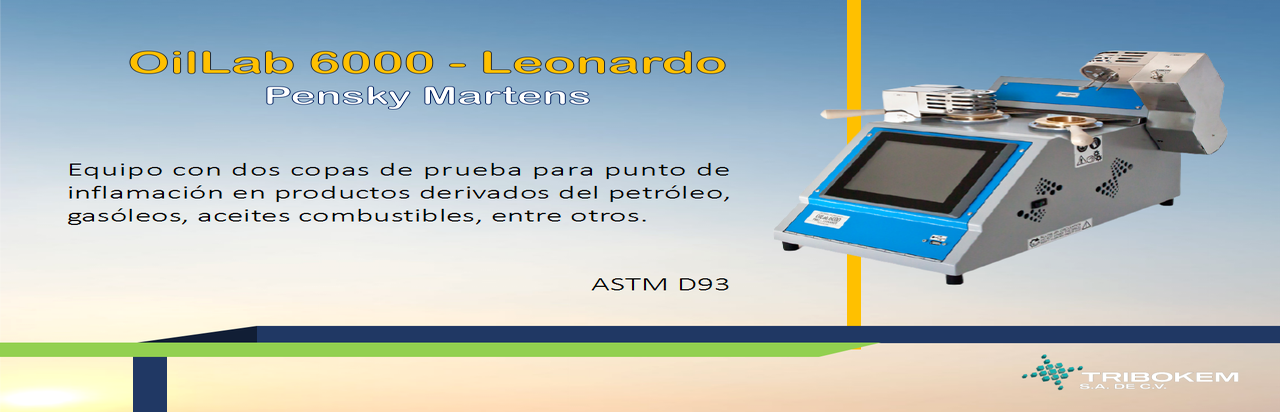 OilLab 6000 - Leonardo
Pensky Martens
Equipo con dos copas de prueba para punto de
inflamación en productos derivados del petróleo,
gasóleos, aceites combustibles, entre otros.
ASTM D93
TRIBOKEM
S.A. DE C.V.